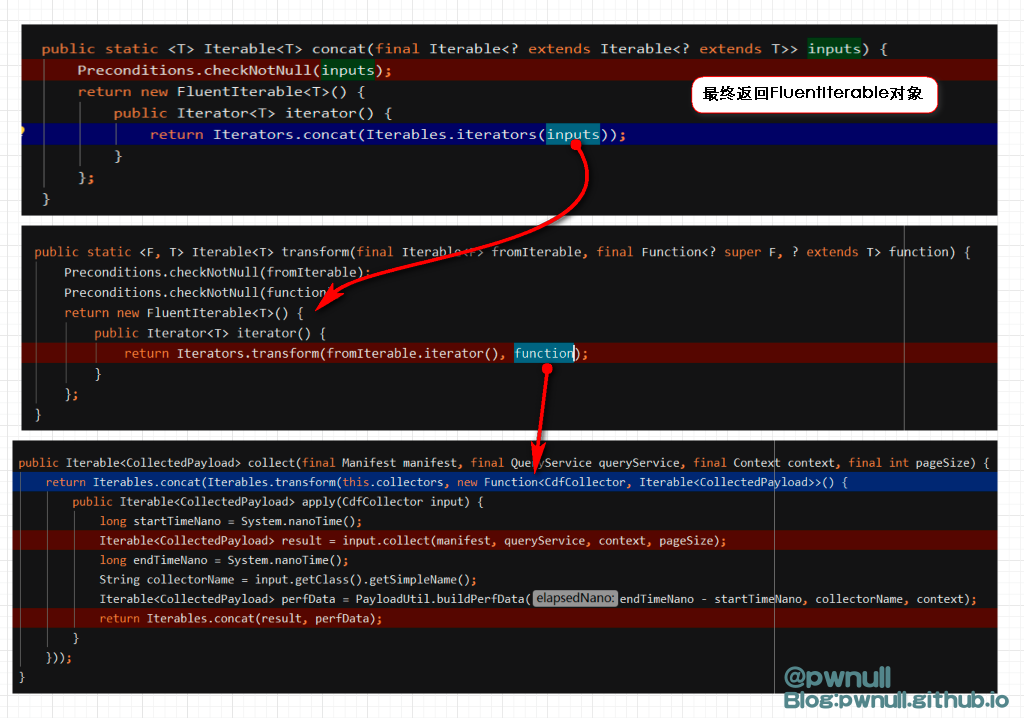 public static <T> Iterable<T> concat(final Iterable<? extends Iterable<? extends T>> inputs) {
Preconditions.checkNotNull(inputs);
return new FluentIterable<T>() {
最终返回FluentIterable对象
public Iterator<T> iterator() {
return Iterators.concat(Iterables.iterators(inputs));
}
};
}
public static <F, T> Iterable<T> transform(final Iterable<F> fromIterable, final Function<? super F, ? extends T> function) {
Preconditions.checkNotNull(fromIterable);
Preconditions.checkNotNull(function
return new FluentIterable<T>() {
public Iterator<T> iterator() {
return Iterators.transform(fromIterable.iterator(), function);
}
};
}
public Iterable<CollectedPayload> collect(final Manifest manifest, final QueryService queryService, final Context context, final int pageSize) {
return Iterables.concat(Iterables.transform(this.collectors, new Function<CdfCollector, Iterable<CollectedPayload>>() {
public Iterable<CollectedPayload> apply(CdfCollector input) {
long startTimeNano = System.nanoTime();
Iterable<CollectedPayload> result = input.collect(manifest, queryService, context, pageSize);
long endTimeNano = System.nanoTime();
String collectorName = input.getClass().getSimpleName();
Iterable<CollectedPayload> perfData = PayloadUtil.buildPerfData( elapsedNano: endTimeNano - startTimeNano, collectorName, context);
return Iterables.concat(result, perfData);
}
}));
}
@pwnull
Blog:pwnull.github.io